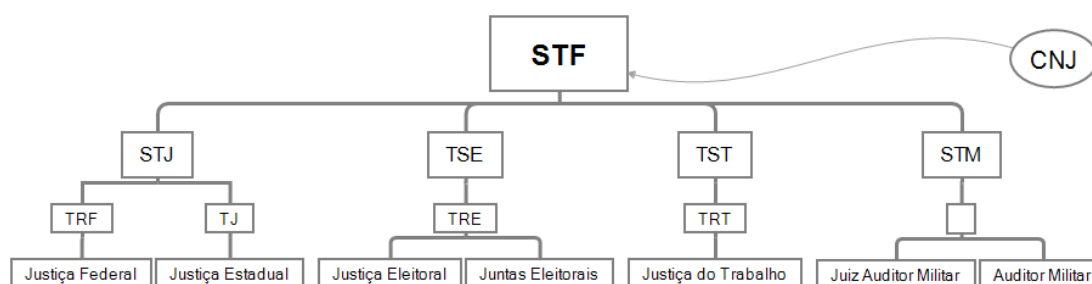 STF
CNJ
STJ
TSE
TST
STM
TRF
TJ
TRE
TRT
Justiça Federal
Justiça Estadual
Justiça Eleitoral
Juntas Eleitorais
Justiça do Trabalho
Juiz Auditor Militar
Auditor Militar